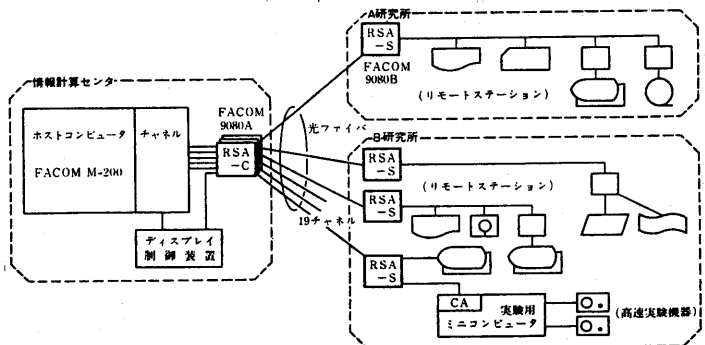 情報計算センタ
ホストコンピュータ
FACOM M-200
チャネル
ディスプレイ
制御装置
FACOM
9080A
RSA
-C
光ファイバ
19チャネル
A研究所
RSA
-S
FACOM
9080B
(リモートステーション)
B研究所
RSA
-S
(リモートステーション)
RSA
-S
RSA
-S
CA
実験用
ミニコンピュータ
(高速実験機器)